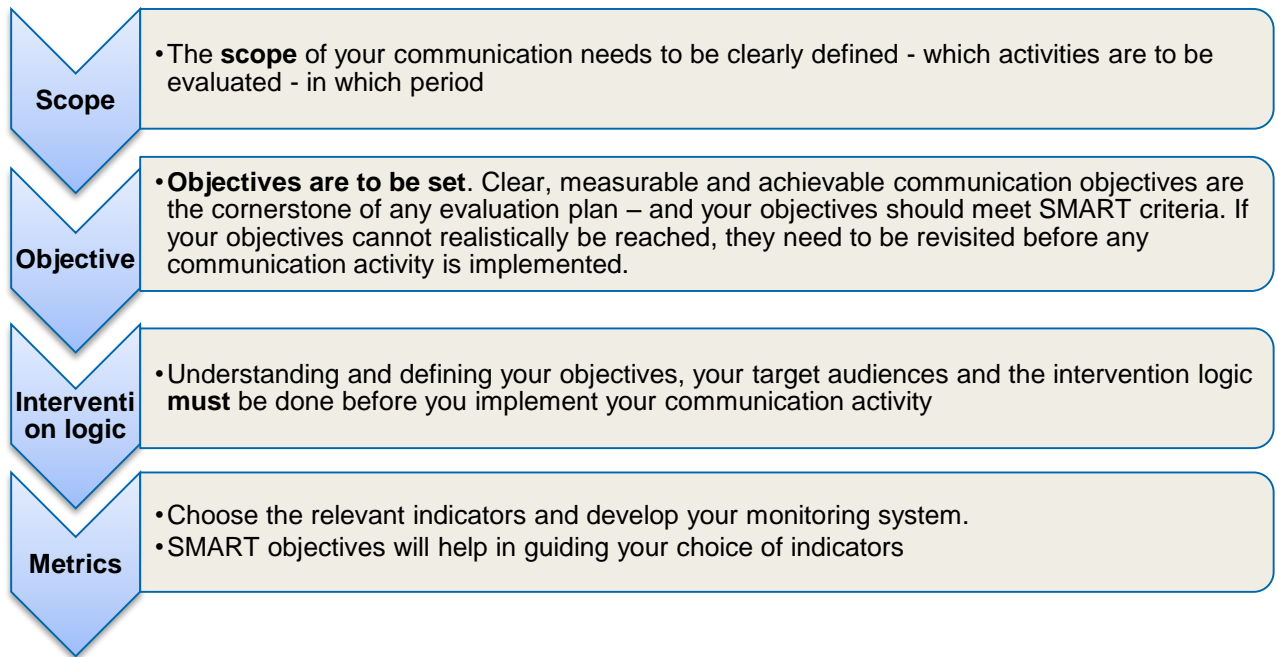 Scope
•The scope of your communication needs to be clearly defined - which activities are to be
evaluated - in which period
Objective
•Objectives are to be set. Clear, measurable and achievable communication objectives are
the cornerstone of any evaluation plan – and your objectives should meet SMART criteria. If
your objectives cannot realistically be reached, they need to be revisited before any
communication activity is implemented.
Interventi
on logic
•Understanding and defining your objectives, your target audiences and the intervention logic
must be done before you implement your communication activity
Metrics
•Choose the relevant indicators and develop your monitoring system.
•SMART objectives will help in guiding your choice of indicators